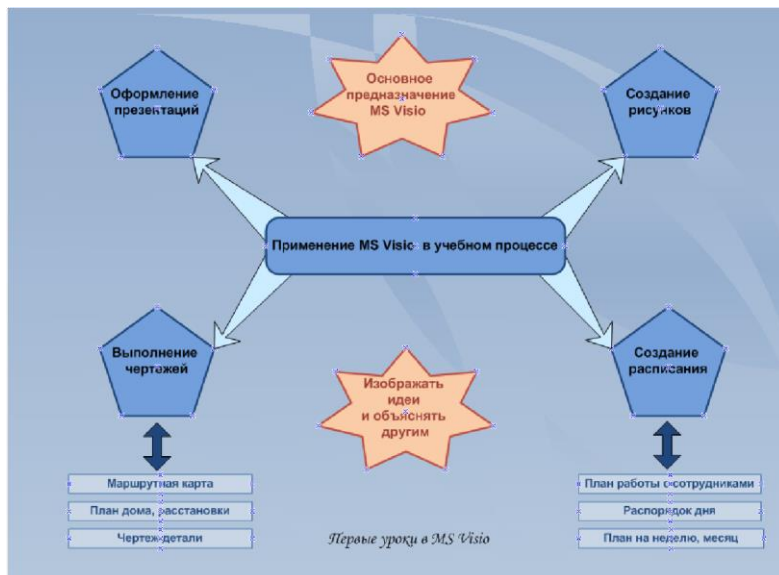 Оформление
презентаций
Основное
предназначение
MS Visio
Создание
рисунков
Применение MS Visio в учебном процессе
Выполнение
чертежей
Изображать
идеи
и объяснять
другим
Создание
расписания
Маршрутная карта
План дома, расстановки
Чертеж детали
План работы с сотрудниками
Распорядок дня
План на неделю, месяц
Первые уроки в MS Visio